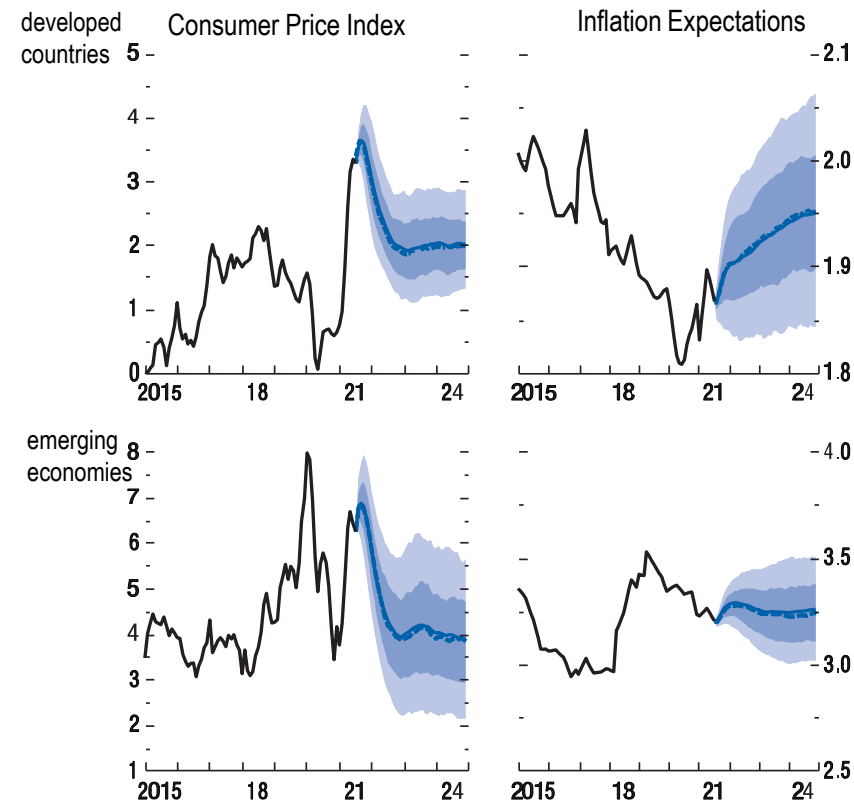 developed
countries
Consumer Price Index
Inflation Expectations
5
4
3
2
1
0
2015 18 21 24
2.1
2.0
1.9
1.8
2015 18 21 24
emerging
economies
8
7
6
5
4
3
2
1
2015 18 21 24
4.0
3.5
3.0
2.5
2015 18 21 24